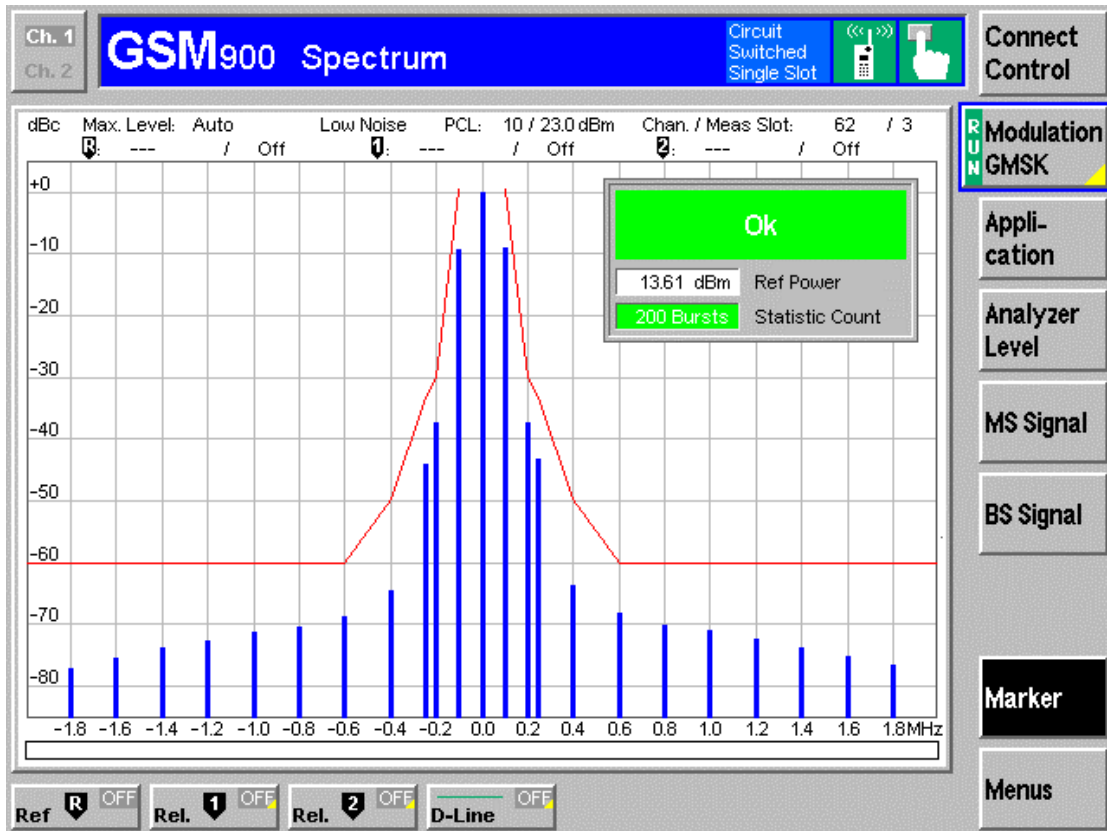 Ch. 1
Ch. 2
GSM900 Spectrum
Circuit
Switched
Single Slot
Connect
Control
dBc Max. Level: Auto Low Noise PCL: 10 / 23.0 dBm Chan. / Meas Slot: 62 / 3
R: --- / Off 1: --- / Off 2: --- / Off
RUN
Modulation
GMSK
Appli-
cation
Analyzer
Level
MS Signal
BS Signal
Marker
Menus
+0
-10
-20
-30
-40
-50
-60
-70
-80
Ok
13.61 dBm Ref Power
200 Bursts Statistic Count
-1.8 -1.6 -1.4 -1.2 -1.0 -0.8 -0.6 -0.4 -0.2 0.0 0.2 0.4 0.6 0.8 1.0 1.2 1.4 1.6 1.8MHz
Ref R OFF
Rel. 1 OFF
Rel. 2 OFF
D-Line OFF